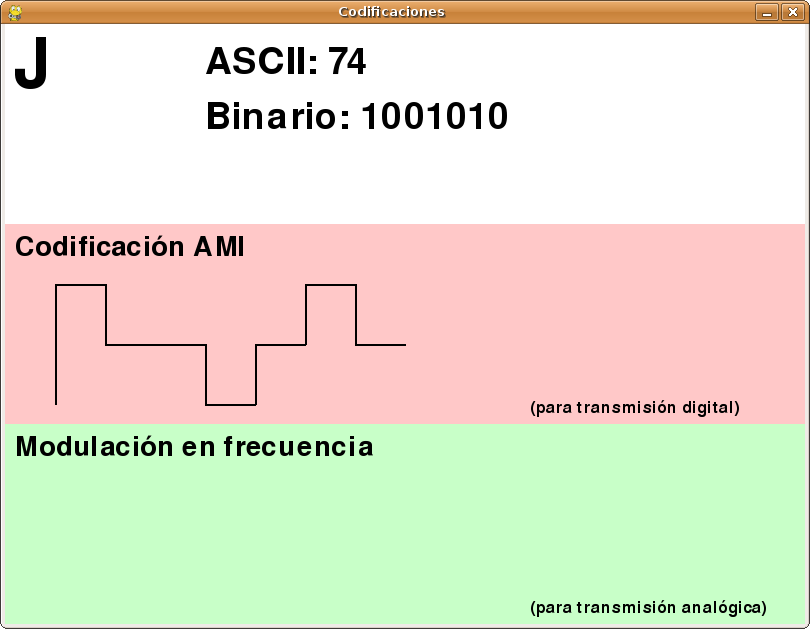 Codificaciones
J
ASCII: 74
Binario: 1001010
Codificación AMI
(para transmisión digital)
Modulación en frecuencia
(para transmisión analógica)